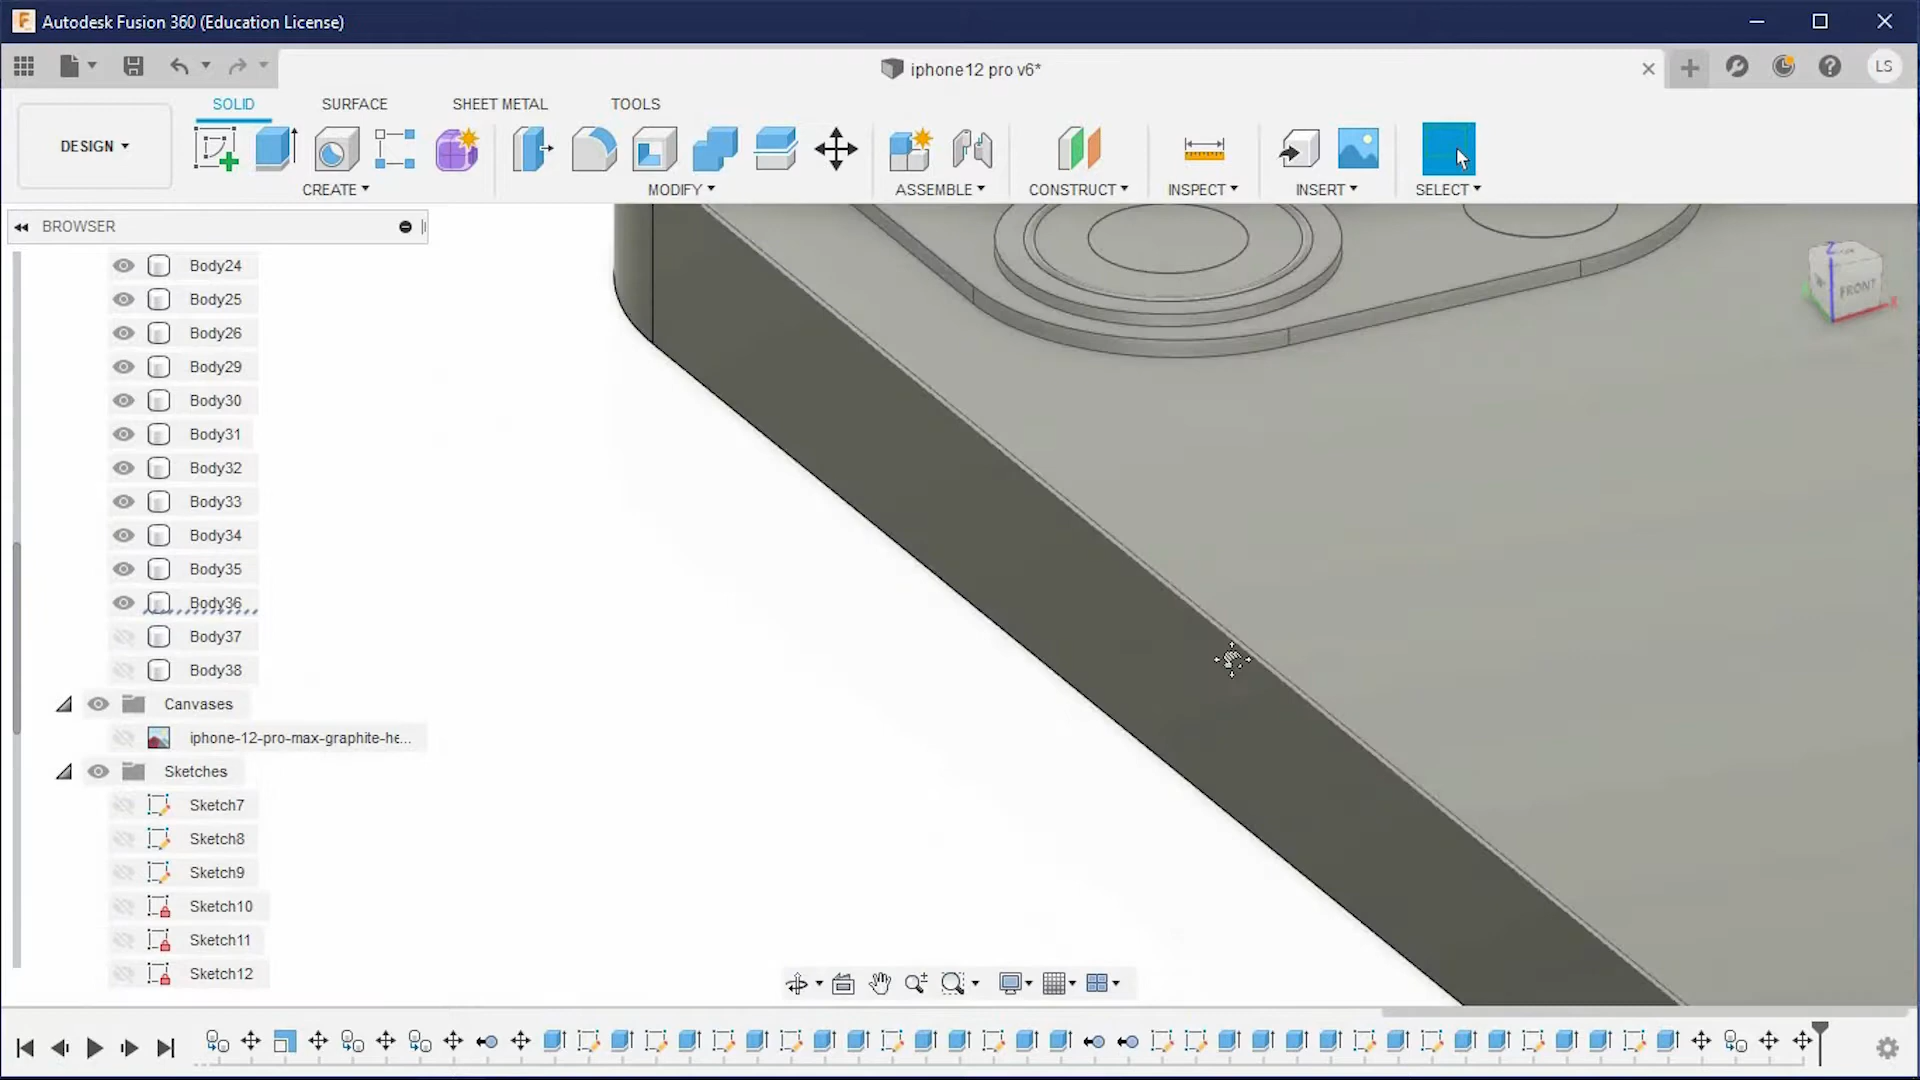 Autodesk Fusion 360 (Education License)
iphone12 pro v6*
LS
SOLID
SURFACE
SHEET METAL
TOOLS
DESIGN
CREATE
MODIFY
ASSEMBLE
CONSTRUCT
INSPECT
INSERT
SELECT
BROWSER
Body24
Body25
Body26
Body29
Body30
Body31
Body32
Body33
Body34
Body35
Body36
Body37
Body38
Canvases
iphone-12-pro-max-graphite-he...
Sketches
Sketch7
Sketch8
Sketch9
Sketch10
Sketch11
Sketch12
Z
FRONT
X